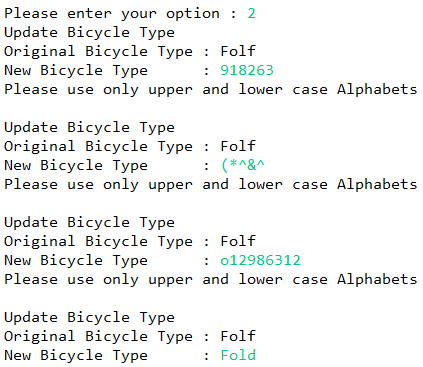 Please enter your option : 2
Update Bicycle Type
Original Bicycle Type : Folf
New Bicycle Type      : 918263
Please use only upper and lower case Alphabets

Update Bicycle Type
Original Bicycle Type : Folf
New Bicycle Type      : (*^&^
Please use only upper and lower case Alphabets

Update Bicycle Type
Original Bicycle Type : Folf
New Bicycle Type      : o12986312
Please use only upper and lower case Alphabets

Update Bicycle Type
Original Bicycle Type : Folf
New Bicycle Type      : Fold